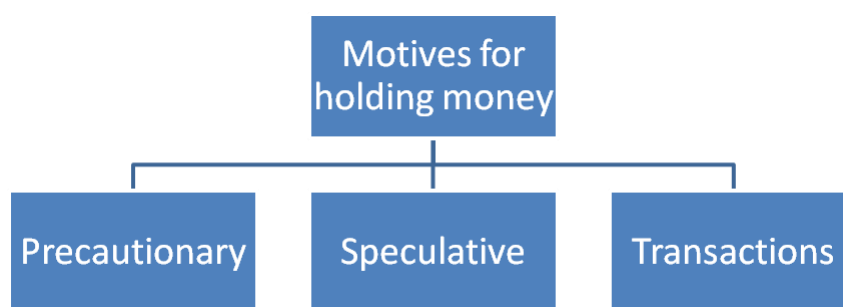 Motives for
holding money
Precautionary
Speculative
Transactions